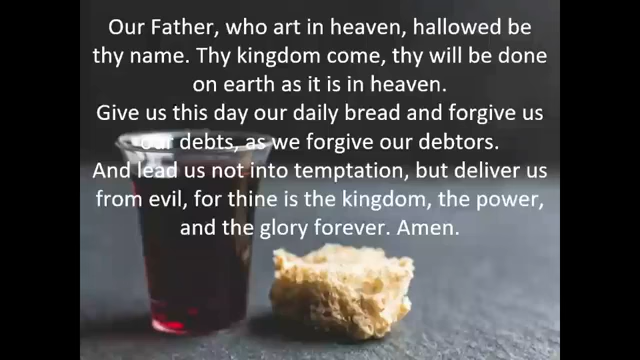 Our Father, who art in heaven, hallowed be
thy name. Thy kingdom come, thy will be done
on earth as it is in heaven.
Give us this day our daily bread and forgive us
our debts, as we forgive our debtors.
And lead us not into temptation, but deliver us
from evil, for thine is the kingdom, the power,
and the glory forever. Amen.